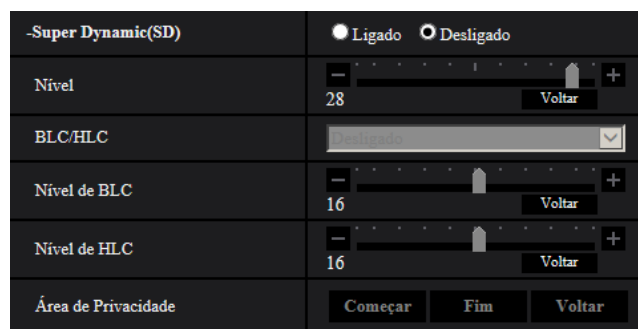 -Super Dynamic(SD) Ligado Desligado
Nível
28 Voltar
BLC/HLC Desligado
Nível de BLC
16 Voltar
Nível de HLC
16 Voltar
Área de Privacidade Começar Fim Voltar